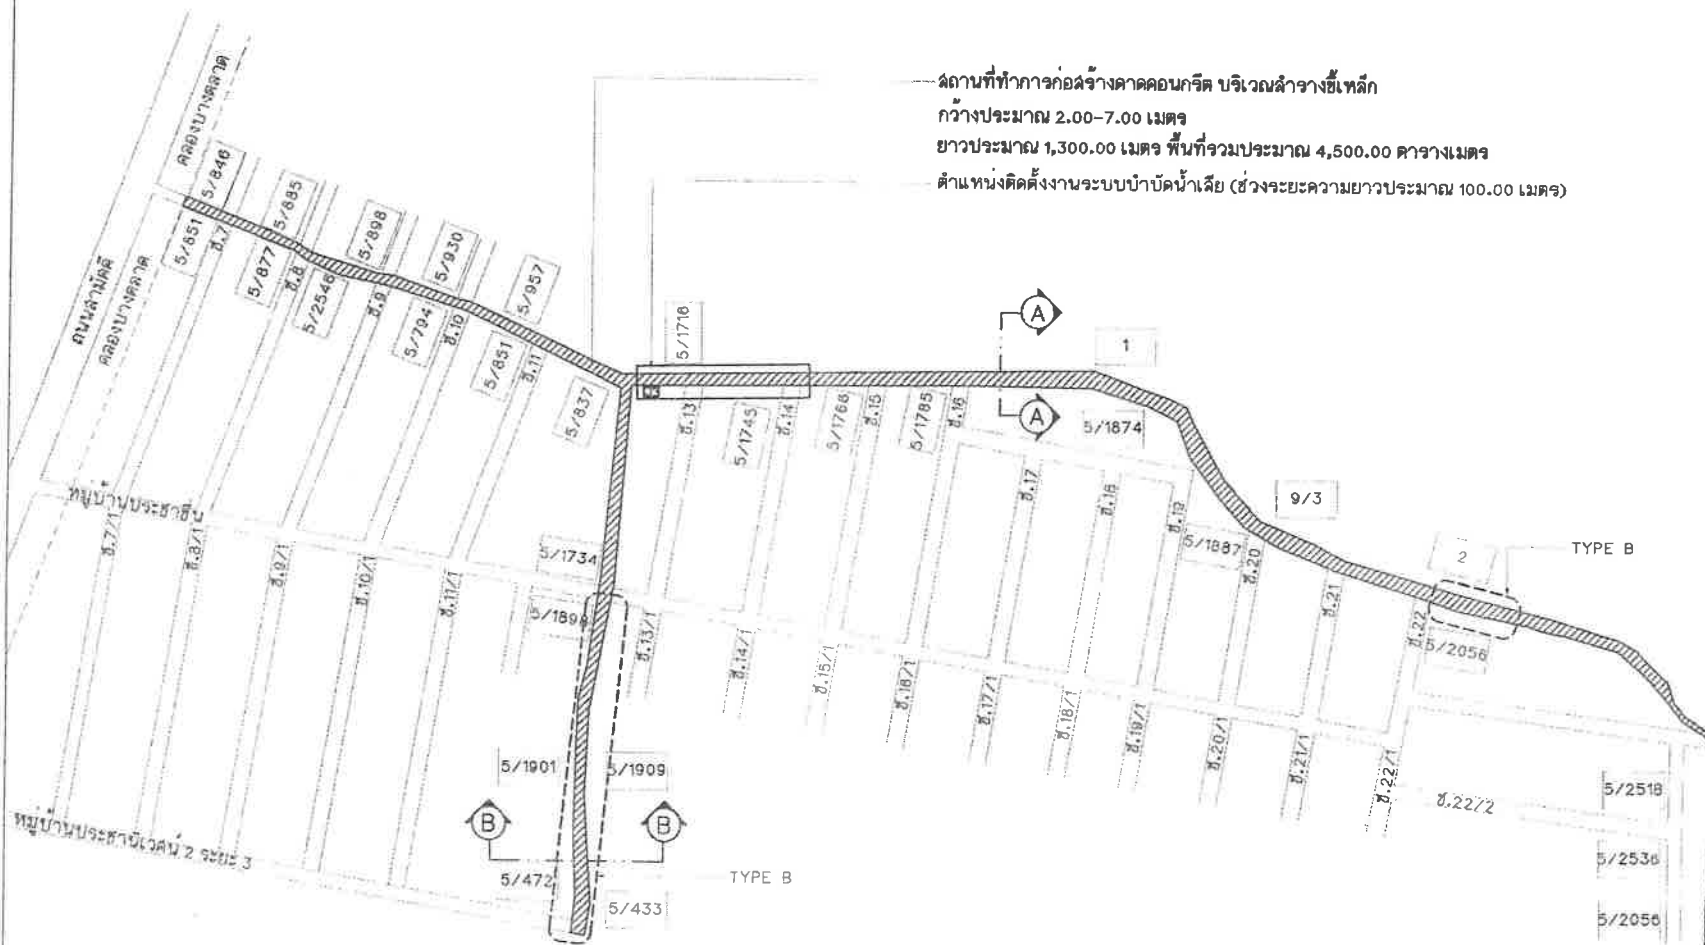 สถานที่ทำการก่อสร้างดาดคอนกรีต บริเวณลำรางขี้เหล็ก
กว้างประมาณ 2.00-7.00 เมตร
ยาวประมาณ 1,300.00 เมตร พื้นที่รวมประมาณ 4,500.00 ตารางเมตร
ตำแหน่งติดตั้งงานระบบบำบัดน้ำเสีย (ช่วงระยะความยาวประมาณ 100.00 เมตร)
คลองบางตลาด
ถนนสามัคคี
คลองบางตลาด
5/846
5/851
ซ.7
5/885
5/877
ซ.8
5/898
5/2546
ซ.9
5/930
5/794
ซ.10
5/957
5/851
ซ.11
5/837
5/1716
ซ.13
5/1745
ซ.14
5/1768
ซ.15
5/1785
ซ.16
A
A
1
5/1874
ซ.17
ซ.18
ซ.19
5/1887
9/3
ซ.20
ซ.21
2
TYPE B
ซ.22
5/2056
หมู่บ้านประชาชื่น
ซ.7/1
ซ.8/1
ซ.9/1
ซ.10/1
ซ.11/1
5/1734
5/1898
ซ.13/1
ซ.14/1
ซ.15/1
ซ.16/1
ซ.17/1
ซ.18/1
ซ.19/1
ซ.20/1
ซ.21/1
ซ.22/1
ซ.22/2
5/1901
5/1909
B
B
5/472
TYPE B
5/433
หมู่บ้านประชานิเวศน์ 2 ระยะ 3
5/2518
5/2536
5/2056